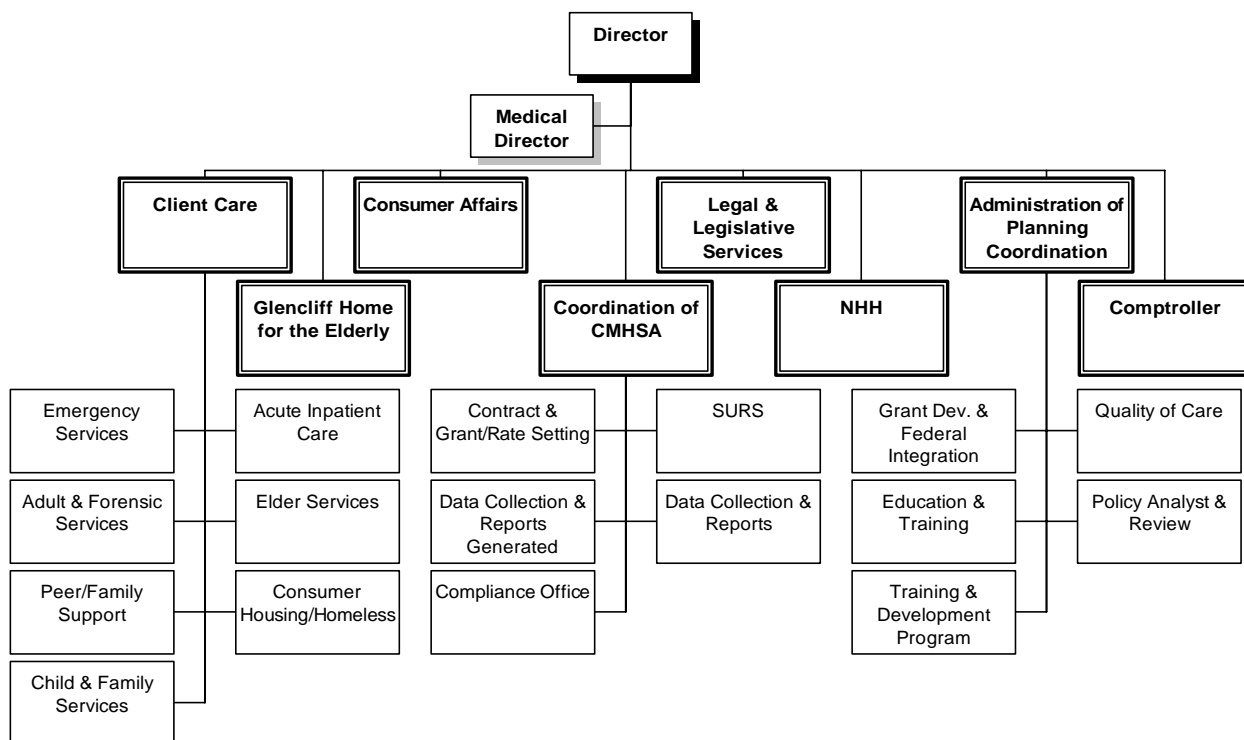 Director
Medical
Director
Client Care
Consumer Affairs
Legal &
Legislative
Services
Administration of
Planning
Coordination
Glencliff Home
for the Elderly
Coordination of
CMHSA
NHH
Comptroller
Emergency
Services
Acute Inpatient
Care
Contract &
Grant/Rate Setting
SURS
Grant Dev. &
Federal
Integration
Quality of Care
Adult & Forensic
Services
Elder Services
Data Collection &
Reports
Generated
Data Collection &
Reports
Education &
Training
Policy Analyst &
Review
Peer/Family
Support
Consumer
Housing/Homeless
Compliance Office
Training &
Development
Program
Child & Family
Services